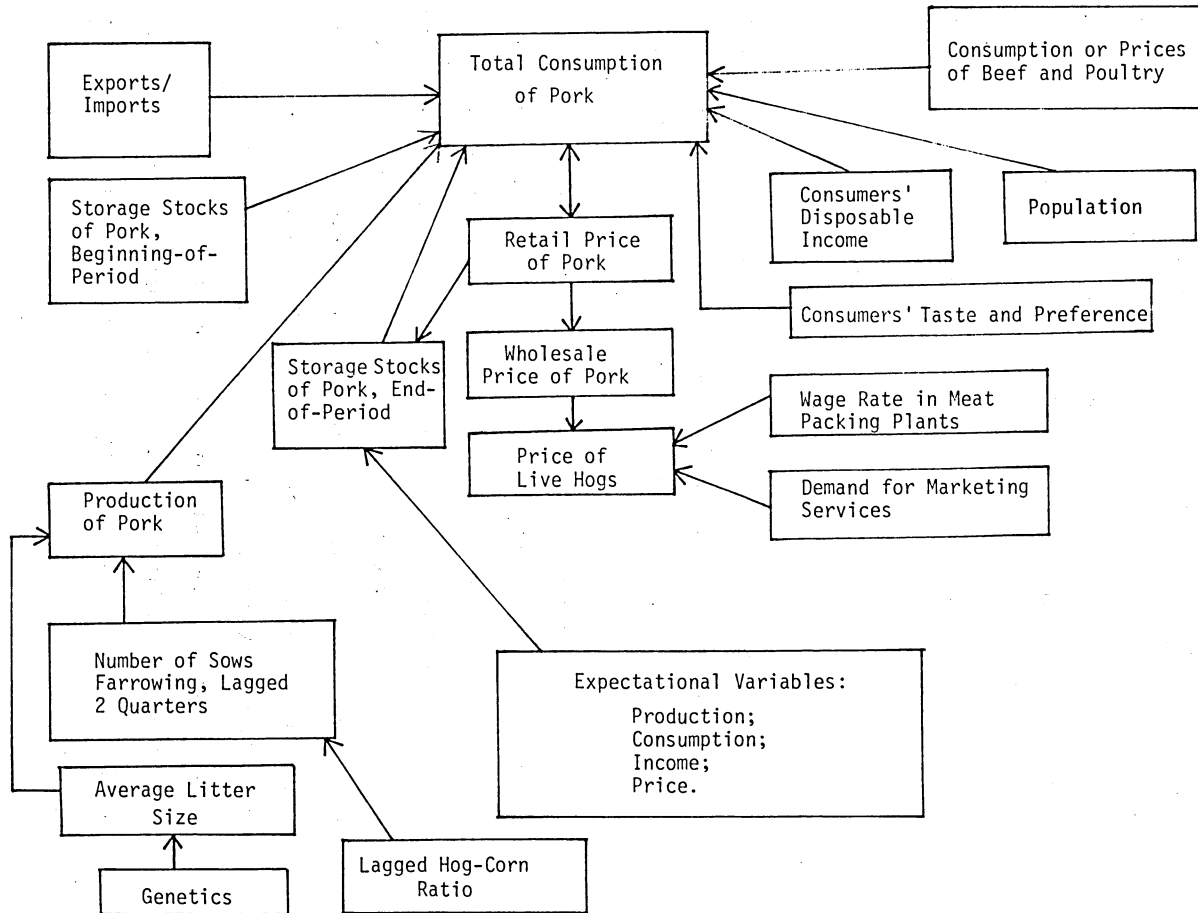 Exports/
Imports
Total Consumption
of Pork
Consumption or Prices
of Beef and Poultry
Storage Stocks
of Pork,
Beginning-of-
Period
Retail Price
of Pork
Consumers'
Disposable
Income
Population
Consumers' Taste and Preference
Storage Stocks
of Pork, End-
of-Period
Wholesale
Price of Pork
Wage Rate in Meat
Packing Plants
Price of
Live Hogs
Demand for Marketing
Services
Production
of Pork
Number of Sows
Farrowing, Lagged
2 Quarters
Expectational Variables:
Production;
Consumption;
Income;
Price.
Average Litter
Size
Lagged Hog-Corn
Ratio
Genetics